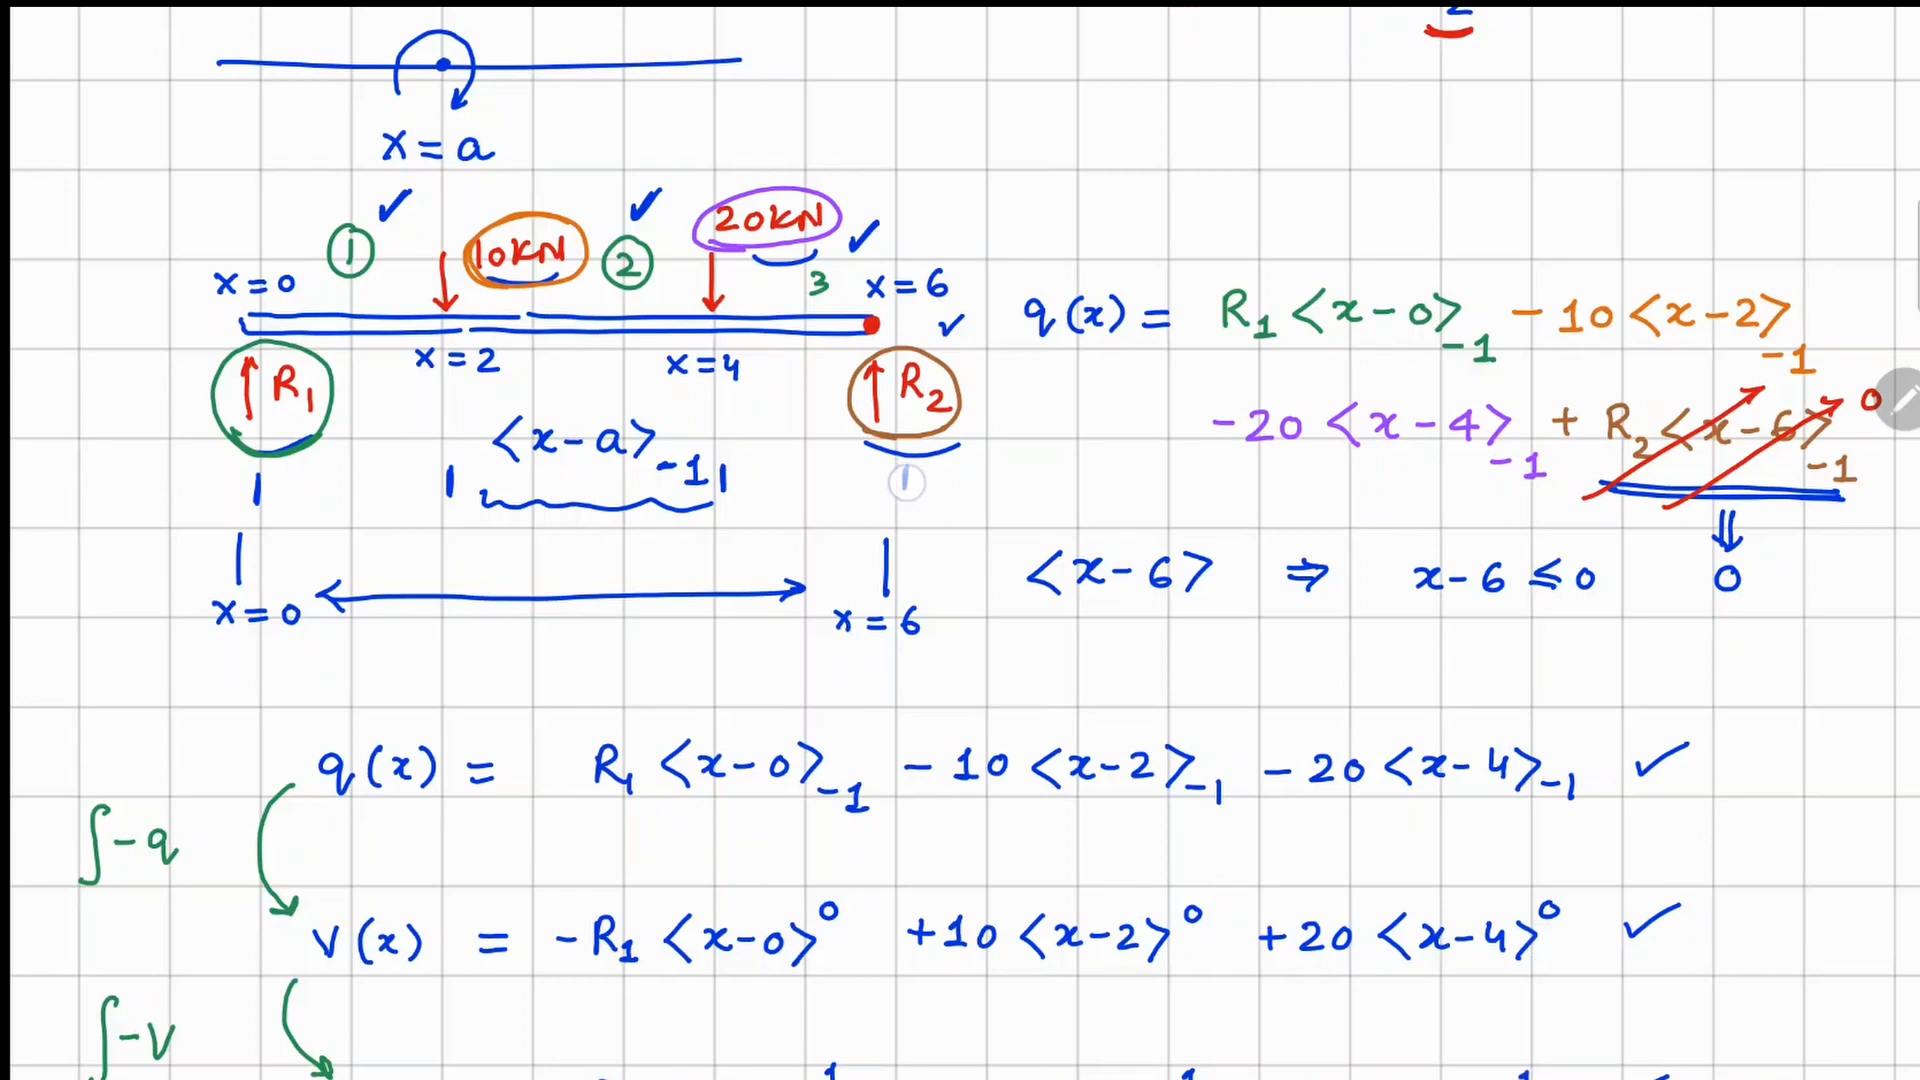 x = a
① 10KN ② 20KN 3
x=0 x=6
x=2 x=4
R₁ R₂
<x-a>₋₁
x=0 x=6
q(x) = R₁<x-0>₋₁ -10<x-2>₋₁
-20<x-4>₋₁ + R₂<x-6>₋₁ 0
<x-6> ⇒ x-6 ≤ 0 ⇓ 0
q(x) = R₁<x-0>₋₁ - 10<x-2>₋₁ - 20<x-4>₋₁ ✓
∫-q
V(x) = -R₁<x-0>⁰ +10<x-2>⁰ +20<x-4>⁰ ✓
∫-V